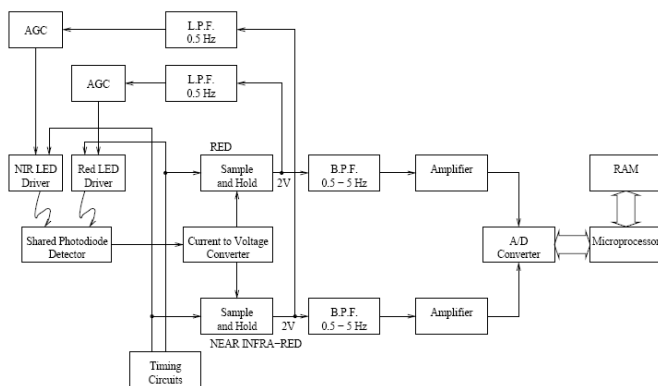 AGC
L.P.F.
0.5 Hz
AGC
L.P.F.
0.5 Hz
RED
NIR LED
Driver
Red LED
Driver
Sample
and Hold
2V
B.P.F.
0.5 − 5 Hz
Amplifier
RAM
Shared Photodiode
Detector
Current to Voltage
Converter
A/D
Converter
Microprocessor
Sample
and Hold
2V
B.P.F.
0.5 − 5 Hz
Amplifier
NEAR INFRA−RED
Timing
Circuits